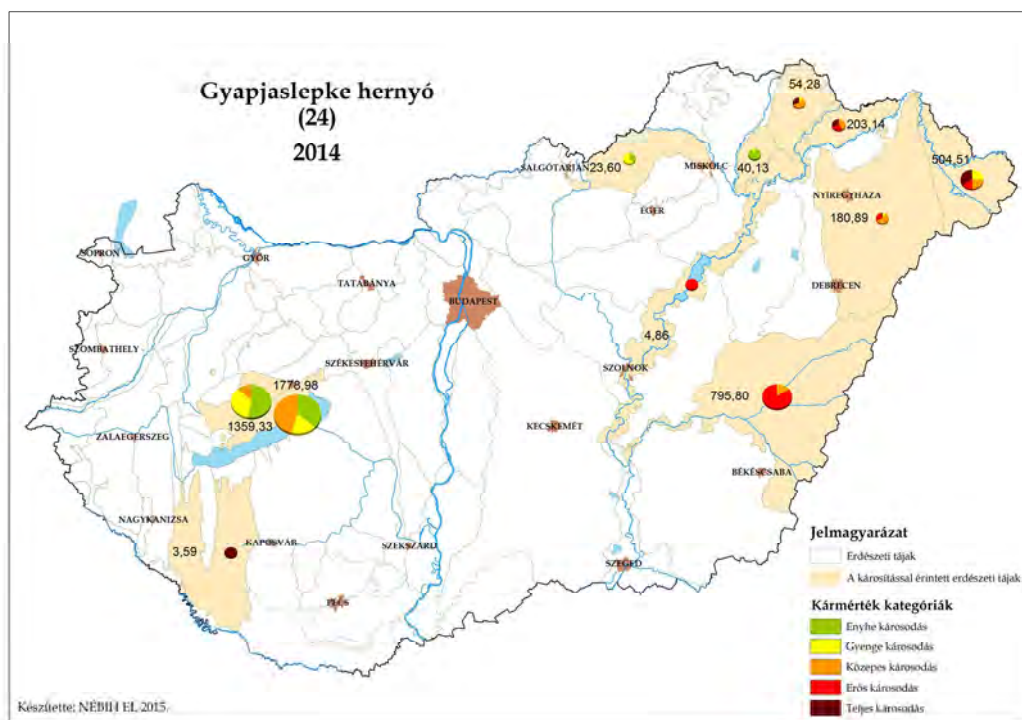 Gyapjaslepke hernyó
(24)
2014
54,28
203,14
SALGÓTARJÁN
23,60
MISKOLC
40,13
504,51
NYÍREGYHÁZA
180,89
EGER
SOPRON
GYŐR
TATABÁNYA
BUDAPEST
DEBRECEN
SZOMBATHELY
SZÉKESFEHÉRVÁR
4,86
SZOLNOK
1778,98
795,80
1359,33
ZALAEGERSZEG
KECSKEMÉT
BÉKÉSCSABA
NAGYKANIZSA
3,59
KAPOSVÁR
SZEKSZÁRD
SZEGED
PÉCS
Jelmagyarázat
Erdészeti tájak
A károsítással érintett erdészeti tájak
Kármérték kategóriák
Enyhe károsodás
Gyenge károsodás
Közepes károsodás
Erős károsodás
Teljes károsodás
Készítette: NÉBIH EL 2015.